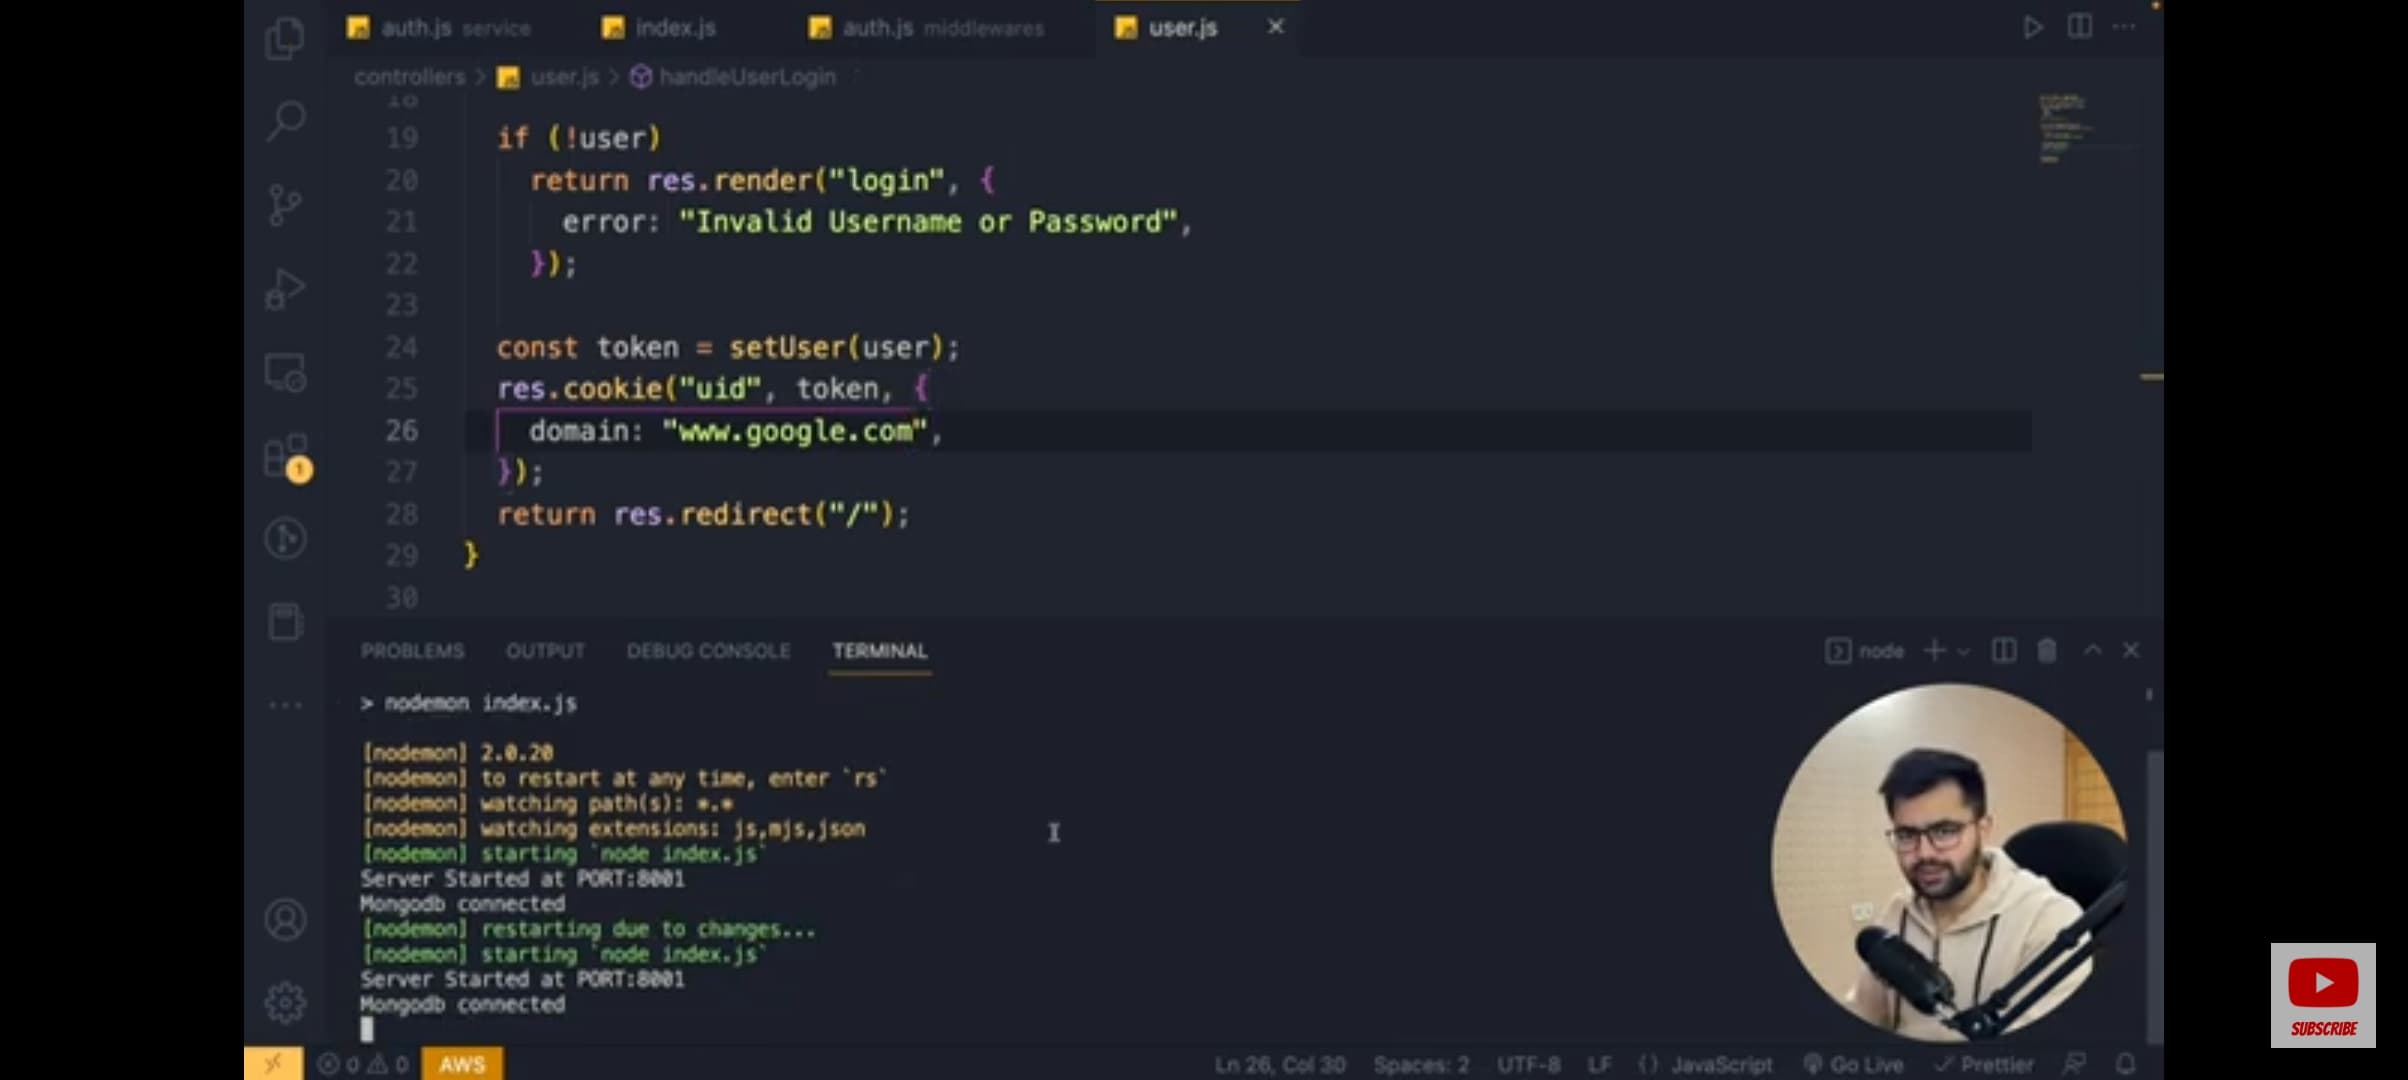 auth.js service index.js auth.js middlewares user.js
controllers > user.js > handleUserLogin
18
19 if (!user)
20 return res.render("login", {
21 error: "Invalid Username or Password",
22 });
23
24 const token = setUser(user);
25 res.cookie("uid", token, {
26 domain: "www.google.com",
27 });
28 return res.redirect("/");
29 }
30
PROBLEMS OUTPUT DEBUG CONSOLE TERMINAL node
> nodemon index.js
[nodemon] 2.0.20
[nodemon] to restart at any time, enter `rs`
[nodemon] watching path(s): *.*
[nodemon] watching extensions: js,mjs,json
[nodemon] starting `node index.js`
Server Started at PORT:8001
Mongodb connected
[nodemon] restarting due to changes...
[nodemon] starting `node index.js`
Server Started at PORT:8001
Mongodb connected
1
0 0 AWS Ln 26, Col 30 Spaces: 2 UTF-8 LF {} JavaScript Go Live Prettier
SUBSCRIBE